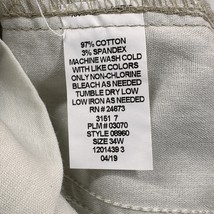 97% COTTON
3% SPANDEX
MACHINE WASH COLD
WITH LIKE COLORS
ONLY NON-CHLORINE
BLEACH AS NEEDED
TUMBLE DRY LOW
LOW IRON AS NEEDED
RN # 24673
3151 7
PLM # 03070
STYLE 08960
SIZE 34W
1201439 3
04/19